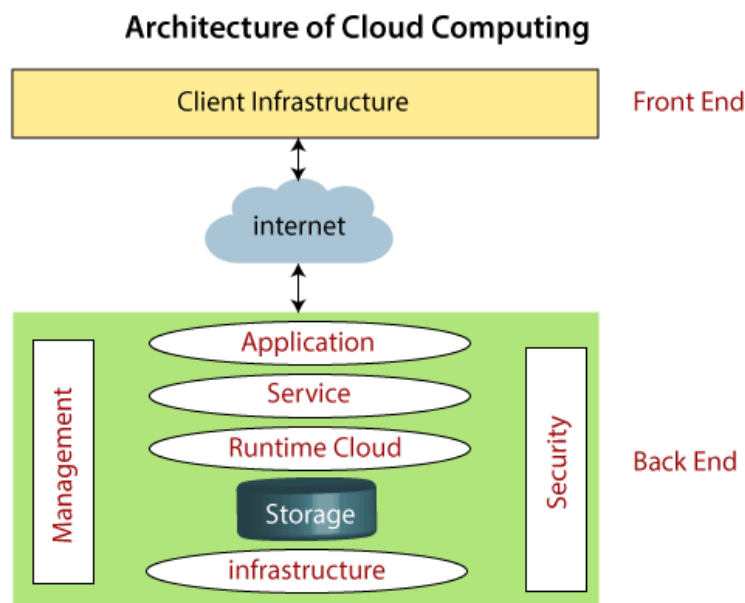 Architecture of Cloud Computing
Client Infrastructure
Front End
internet
Application
Service
Runtime Cloud
Storage
infrastructure
Management
Security
Back End